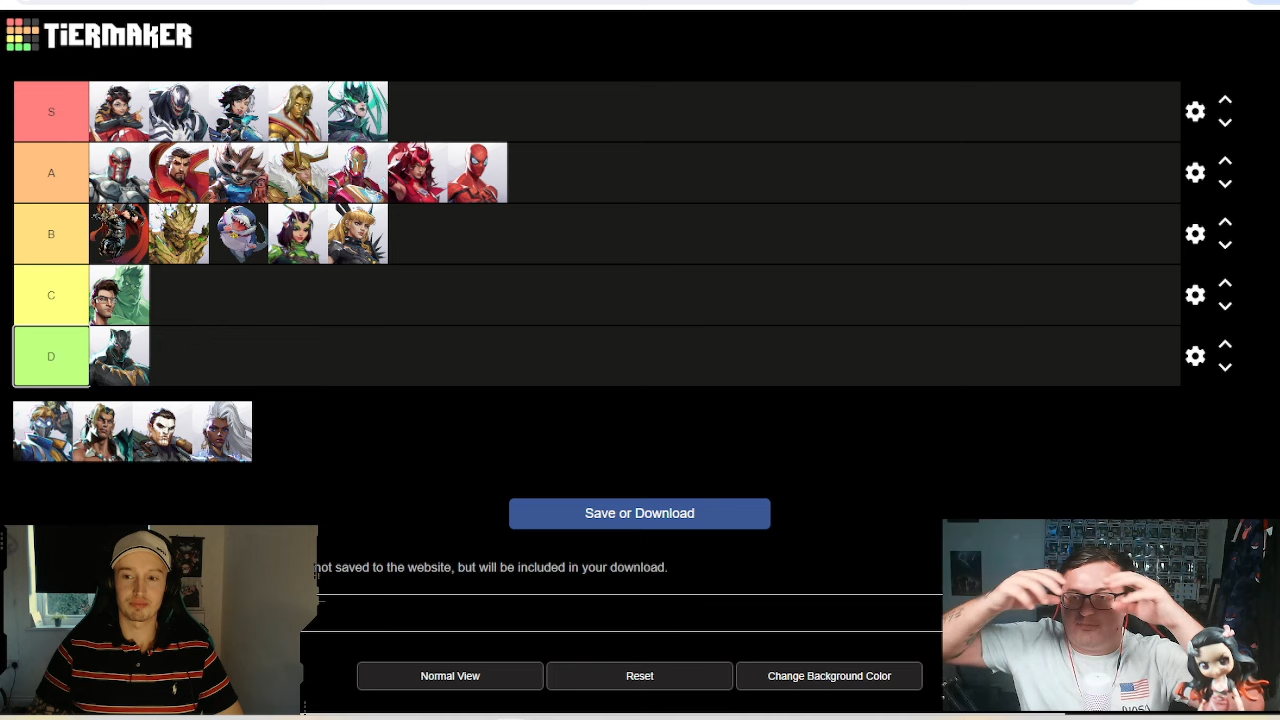 TiERMAKER
S
A
B
C
D
Save or Download
not saved to the website, but will be included in your download.
Normal View
Reset
Change Background Color
NASA